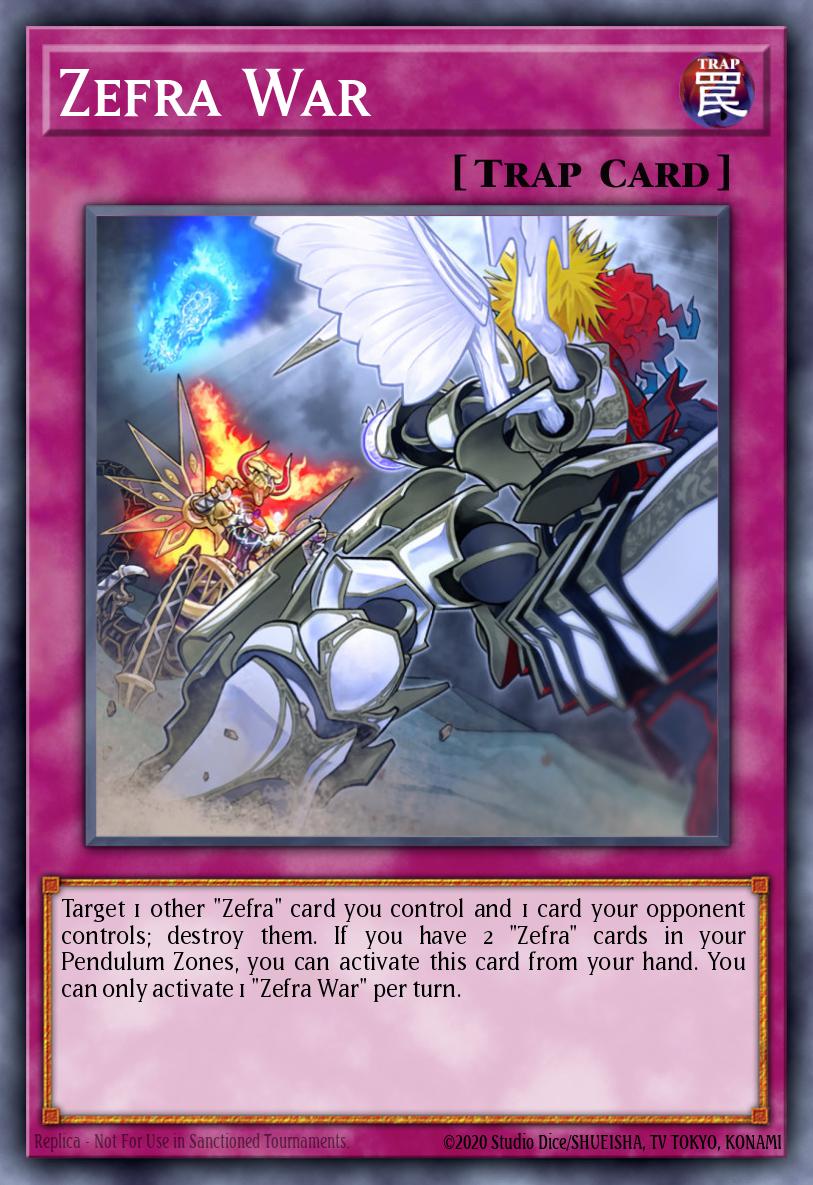 Zefra War
TRAP
罠
[Trap Card]
Target 1 other "Zefra" card you control and 1 card your opponent
controls; destroy them. If you have 2 "Zefra" cards in your
Pendulum Zones, you can activate this card from your hand. You
can only activate 1 "Zefra War" per turn.
Replica - Not For Use in Sanctioned Tournaments.
©2020 Studio Dice/SHUEISHA, TV TOKYO, KONAMI